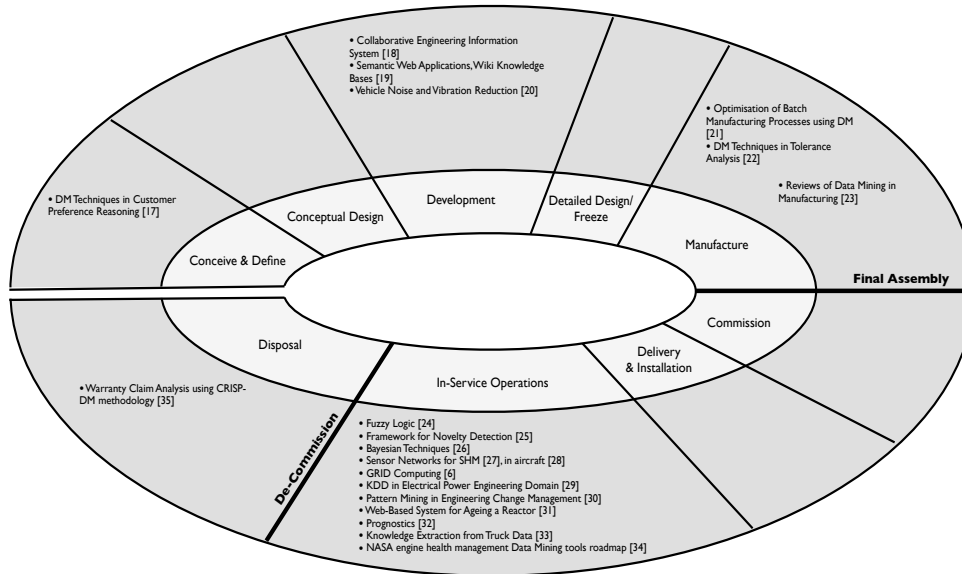 • Collaborative Engineering Information
System [18]
• Semantic Web Applications, Wiki Knowledge
Bases [19]
• Vehicle Noise and Vibration Reduction [20]
• Optimisation of Batch
Manufacturing Processes using DM
[21]
• DM Techniques in Tolerance
Analysis [22]
• Reviews of Data Mining in
Manufacturing [23]
• DM Techniques in Customer
Preference Reasoning [17]
Conceive & Define
Conceptual Design
Development
Detailed Design/
Freeze
Manufacture
Final Assembly
Commission
Delivery
& Installation
In-Service Operations
Disposal
De-Commission
• Warranty Claim Analysis using CRISP-
DM methodology [35]
• Fuzzy Logic [24]
• Framework for Novelty Detection [25]
• Bayesian Techniques [26]
• Sensor Networks for SHM [27], in aircraft [28]
• GRID Computing [6]
• KDD in Electrical Power Engineering Domain [29]
• Pattern Mining in Engineering Change Management [30]
• Web-Based System for Ageing a Reactor [31]
• Prognostics [32]
• Knowledge Extraction from Truck Data [33]
• NASA engine health management Data Mining tools roadmap [34]